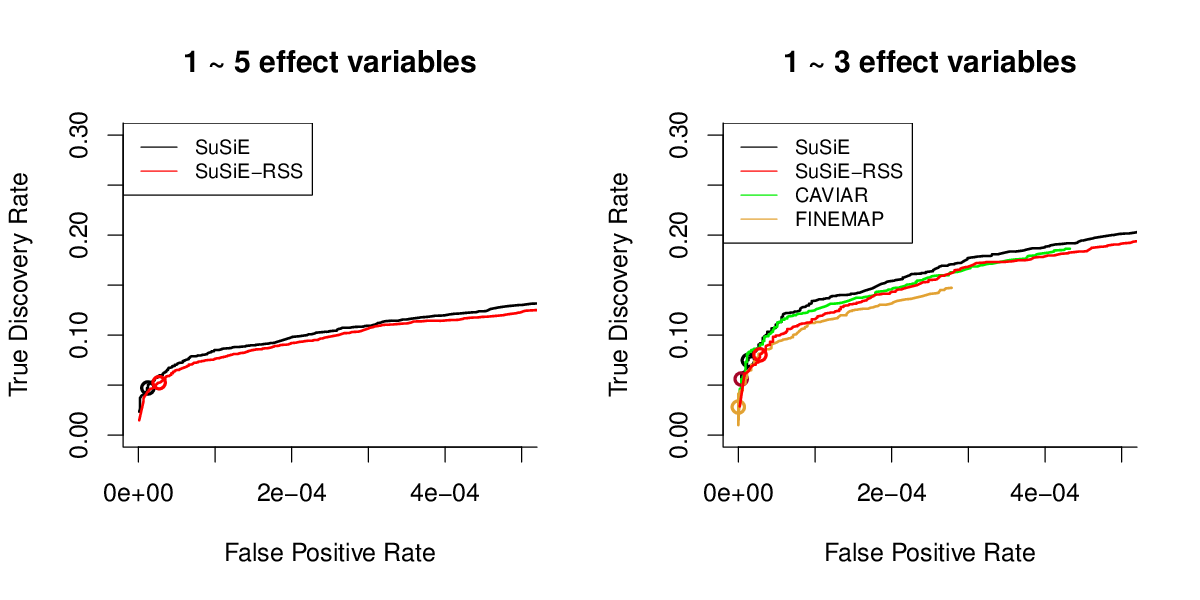 1 ~ 5 effect variables
True Discovery Rate
0.30
0.20
0.10
0.00
SuSiE
SuSiE−RSS
0e+00
2e−04
4e−04
False Positive Rate
1 ~ 3 effect variables
True Discovery Rate
0.30
0.20
0.10
0.00
SuSiE
SuSiE−RSS
CAVIAR
FINEMAP
0e+00
2e−04
4e−04
False Positive Rate